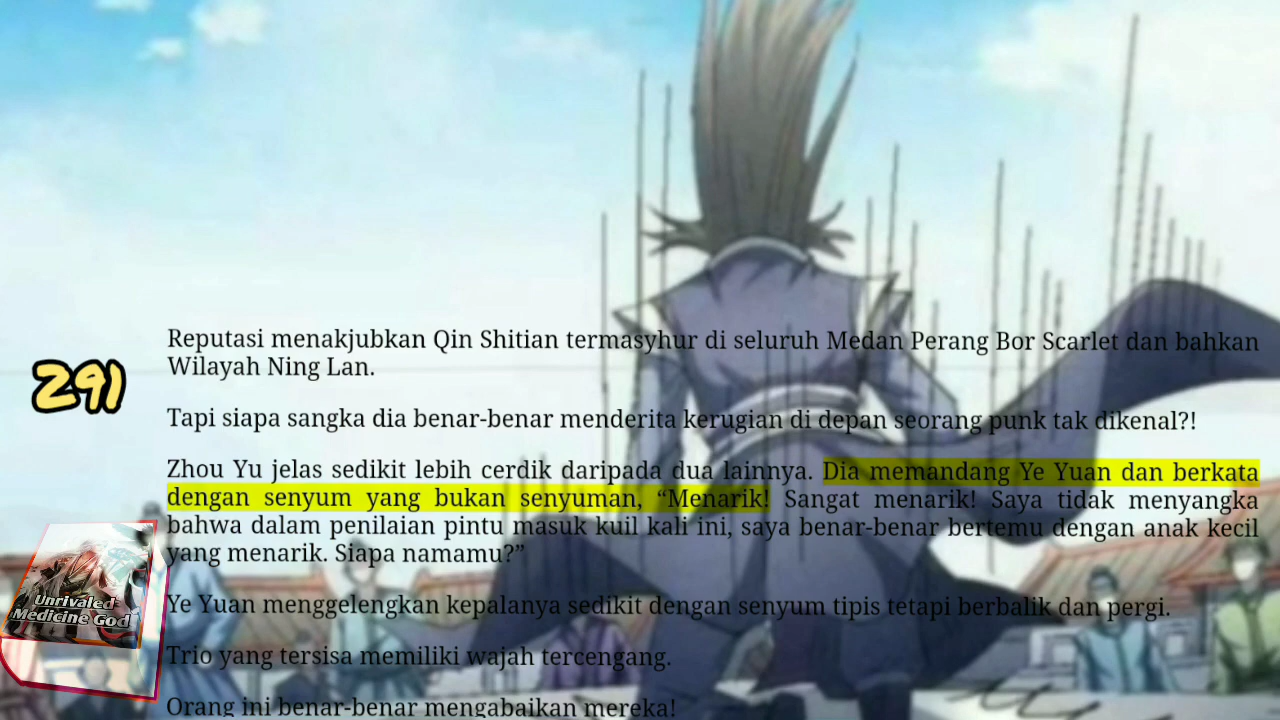 Reputasi menakjubkan Qin Shitian termasyhur di seluruh Medan Perang Bor Scarlet dan bahkan
Wilayah Ning Lan.
291
Tapi siapa sangka dia benar-benar menderita kerugian di depan seorang punk tak dikenal?!
Zhou Yu jelas sedikit lebih cerdik daripada dua lainnya. Dia memandang Ye Yuan dan berkata
dengan senyum yang bukan senyuman, “Menarik! Sangat menarik! Saya tidak menyangka
bahwa dalam penilaian pintu masuk kuil kali ini, saya benar-benar bertemu dengan anak kecil
yang menarik. Siapa namamu?”
Unrivaled
Medicine God
Ye Yuan menggelengkan kepalanya sedikit dengan senyum tipis tetapi berbalik dan pergi.
Trio yang tersisa memiliki wajah tercengang.
Orang ini benar-benar mengabaikan mereka!